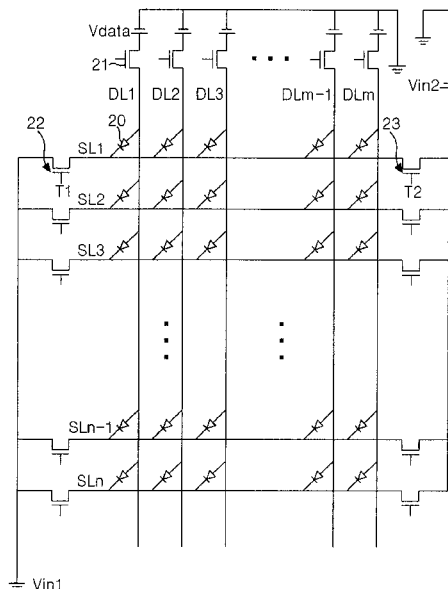 Vdata
21
DL1 DL2 DL3 DLm-1 DLm
Vin2=
22 20 23
SL1
T1 T2
SL2
SL3
SLn-1
SLn
Vin1